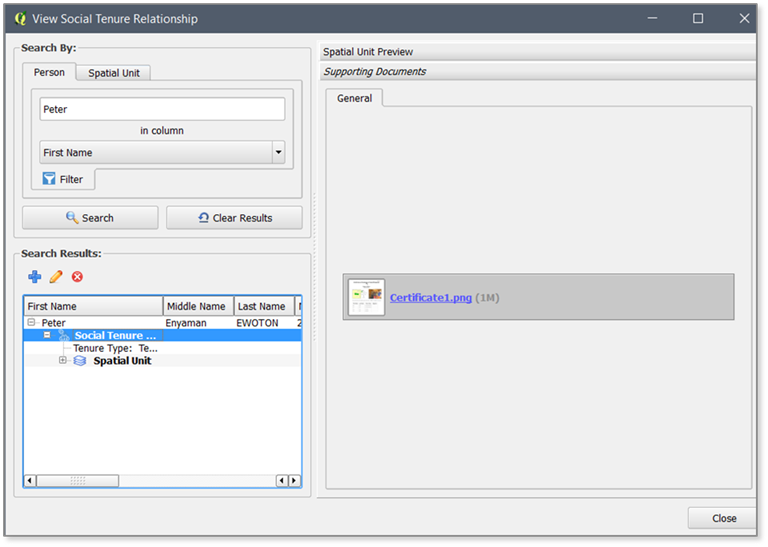 View Social Tenure Relationship
Search By:
Person Spatial Unit
Peter
in column
First Name
Filter
Search Clear Results
Search Results:
First Name Middle Name Last Name
Peter Enyaman EWOTON 2
Social Tenure ...
Tenure Type: Te...
Spatial Unit
Spatial Unit Preview
Supporting Documents
General
Certificate1.png (1M)
Close